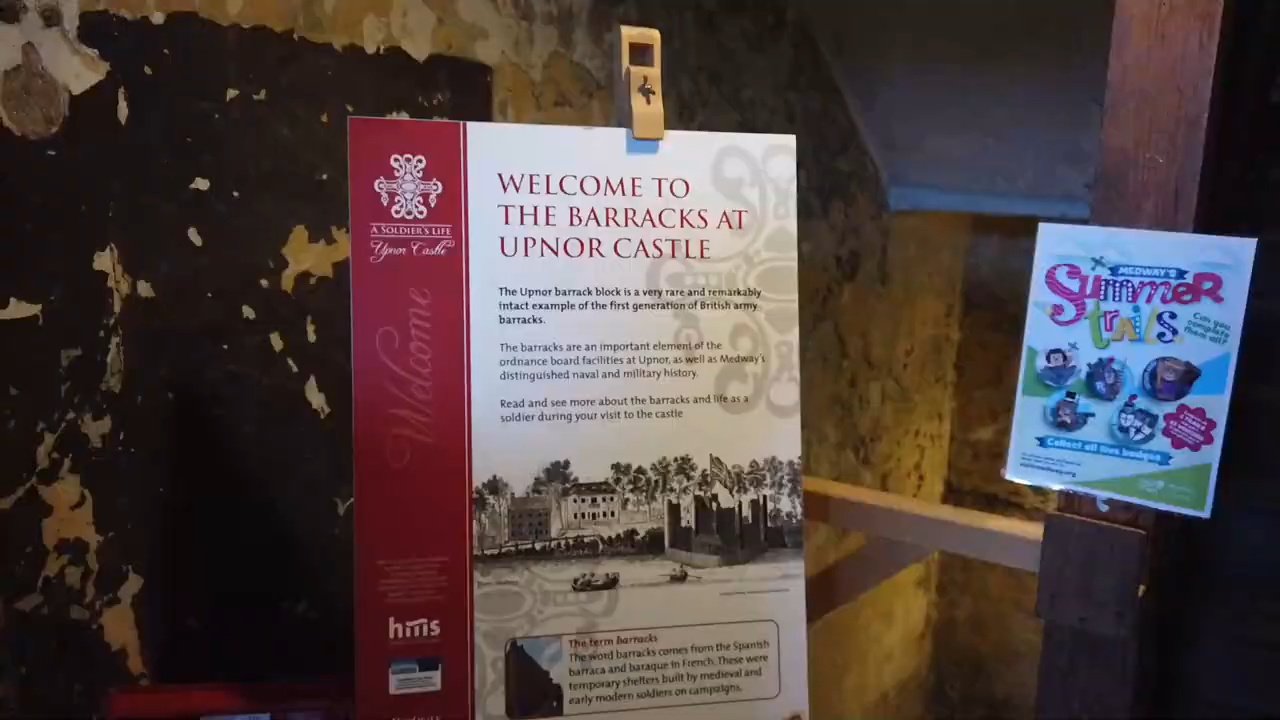 A SOLDIER'S LIFE
Upnor Castle
Welcome
WELCOME TO
THE BARRACKS AT
UPNOR CASTLE
The Upnor barrack block is a very rare and remarkably
intact example of the first generation of British army
barracks.
The barracks are an important element of the
ordnance board facilities at Upnor, as well as Medway's
distinguished naval and military history.
Read and see more about the barracks and life as a
soldier during your visit to the castle
hms
The term barracks
The word barracks comes from the Spanish
barraca and baraque in French. These were
temporary shelters built by medieval and
early modern soldiers on campaigns.
MEDWAY'S
Summer
trails
Can you
complete
them all?
Collect all five badges